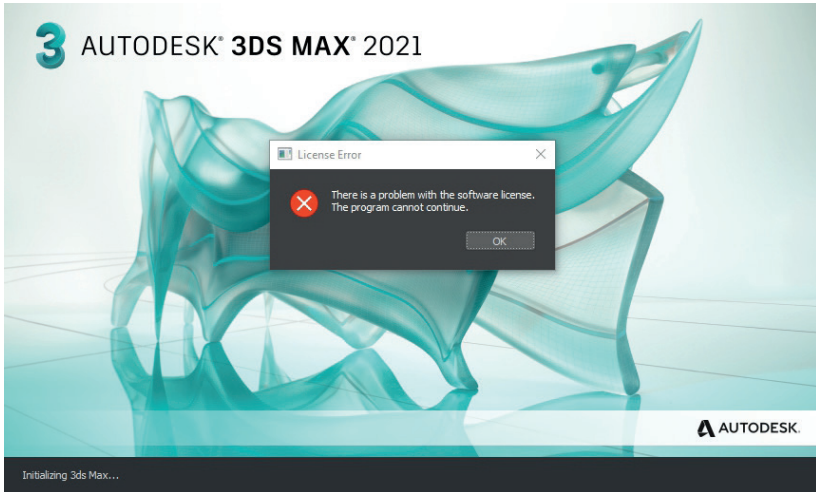 3 AUTODESK® 3DS MAX® 2021
License Error
There is a problem with the software license.
The program cannot continue.
OK
AUTODESK.
Initializing 3ds Max...